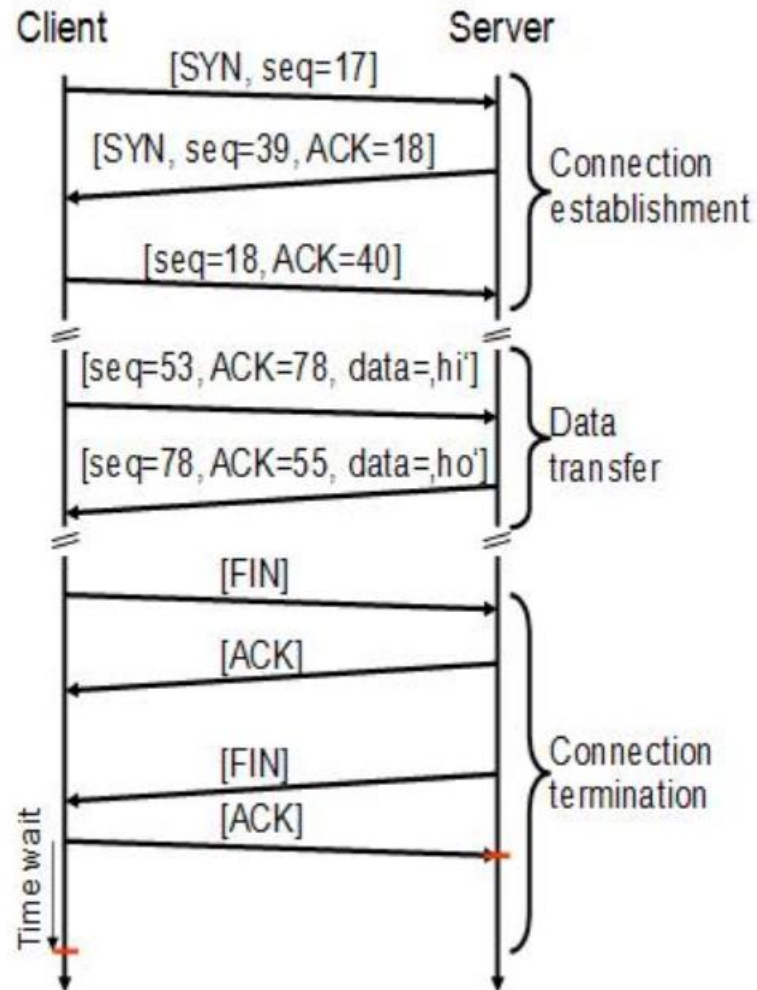 Client
Server
[SYN, seq=17]
[SYN, seq=39, ACK=18]
Connection
establishment
[seq=18, ACK=40]
[seq=53, ACK=78, data=‚hi‘]
Data
transfer
[seq=78, ACK=55, data=‚ho‘]
[FIN]
[ACK]
[FIN]
Connection
termination
[ACK]
Time wait